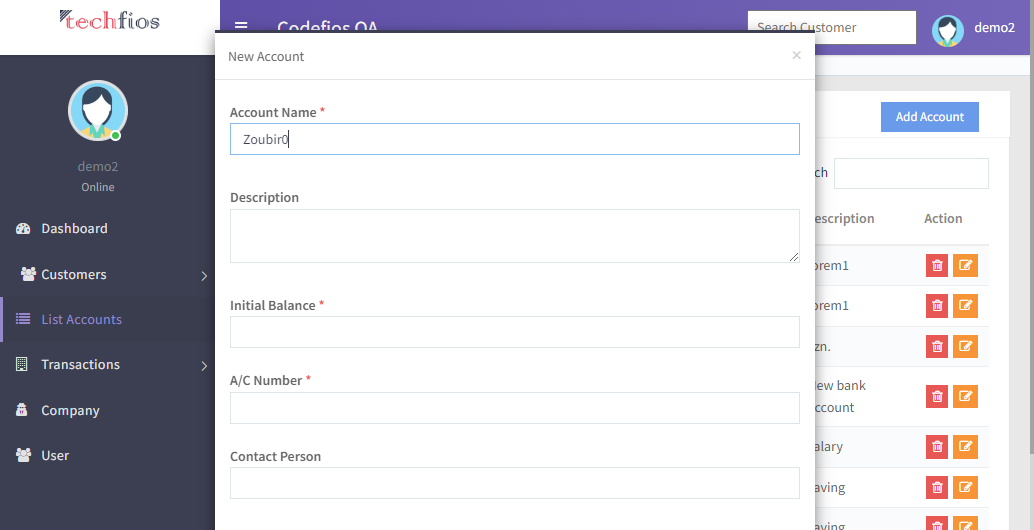 techfios
Codefios QA
Search Customer
demo2
New Account
×
demo2
Online
Dashboard
Customers
List Accounts
Transactions
Company
User
Account Name *
Zoubir0
Description
Initial Balance *
A/C Number *
Contact Person
Add Account
ch
escription
Action
orem1
orem1
zn.
ew bank
ccount
alary
aving
aving